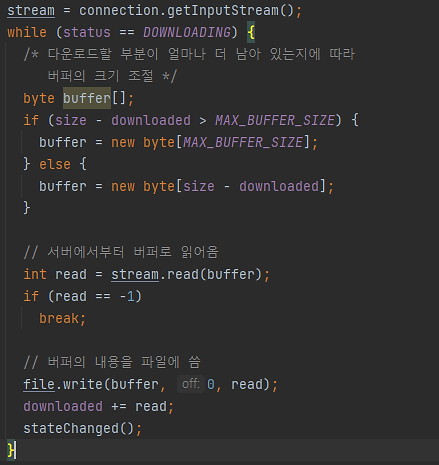 stream = connection.getInputStream();
while (status == DOWNLOADING) {
/* 다운로드할 부분이 얼마나 더 남아 있는지에 따라
버퍼의 크기 조절 */
byte buffer[];
if (size - downloaded > MAX_BUFFER_SIZE) {
buffer = new byte[MAX_BUFFER_SIZE];
} else {
buffer = new byte[size - downloaded];
}
// 서버에서부터 버퍼로 읽어옴
int read = stream.read(buffer);
if (read == -1)
break;
// 버퍼의 내용을 파일에 씀
file.write(buffer, off: 0, read);
downloaded += read;
stateChanged();
}